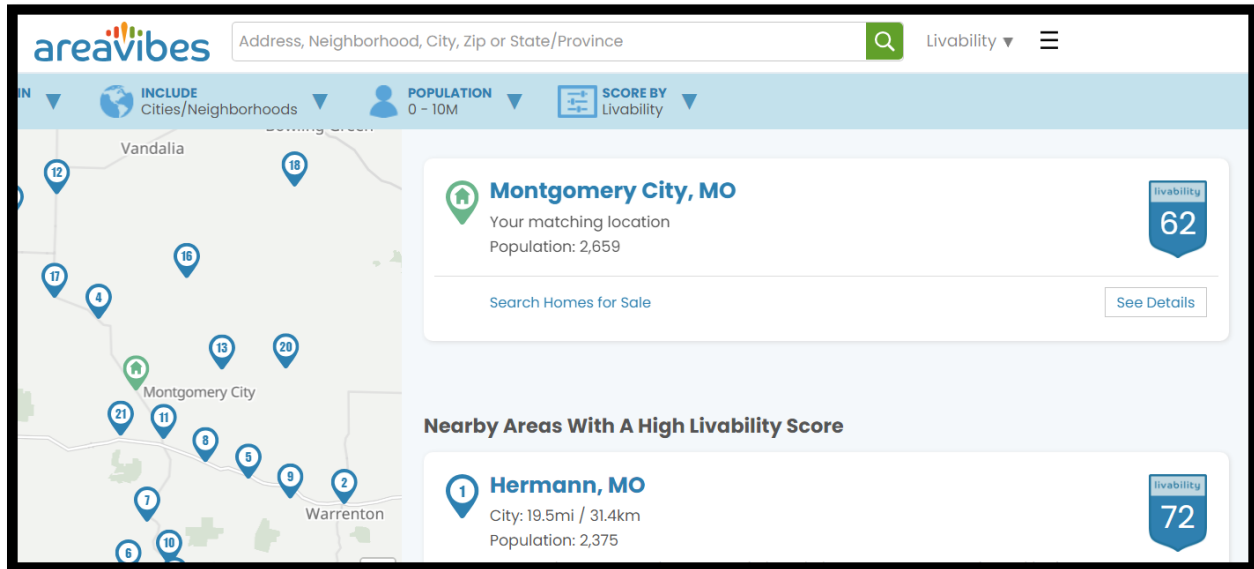 areavibes
Address, Neighborhood, City, Zip or State/Province
Livability ▼
IN ▼
INCLUDE
Cities/Neighborhoods ▼
POPULATION
0 - 10M ▼
SCORE BY
Livability ▼
Bowling Green
Vandalia
12
18
16
17
4
13
20
Montgomery City
21
11
8
5
9
2
Warrenton
7
10
6
Montgomery City, MO
Your matching location
Population: 2,659
livability
62
Search Homes for Sale
See Details
Nearby Areas With A High Livability Score
1
Hermann, MO
City: 19.5mi / 31.4km
Population: 2,375
livability
72